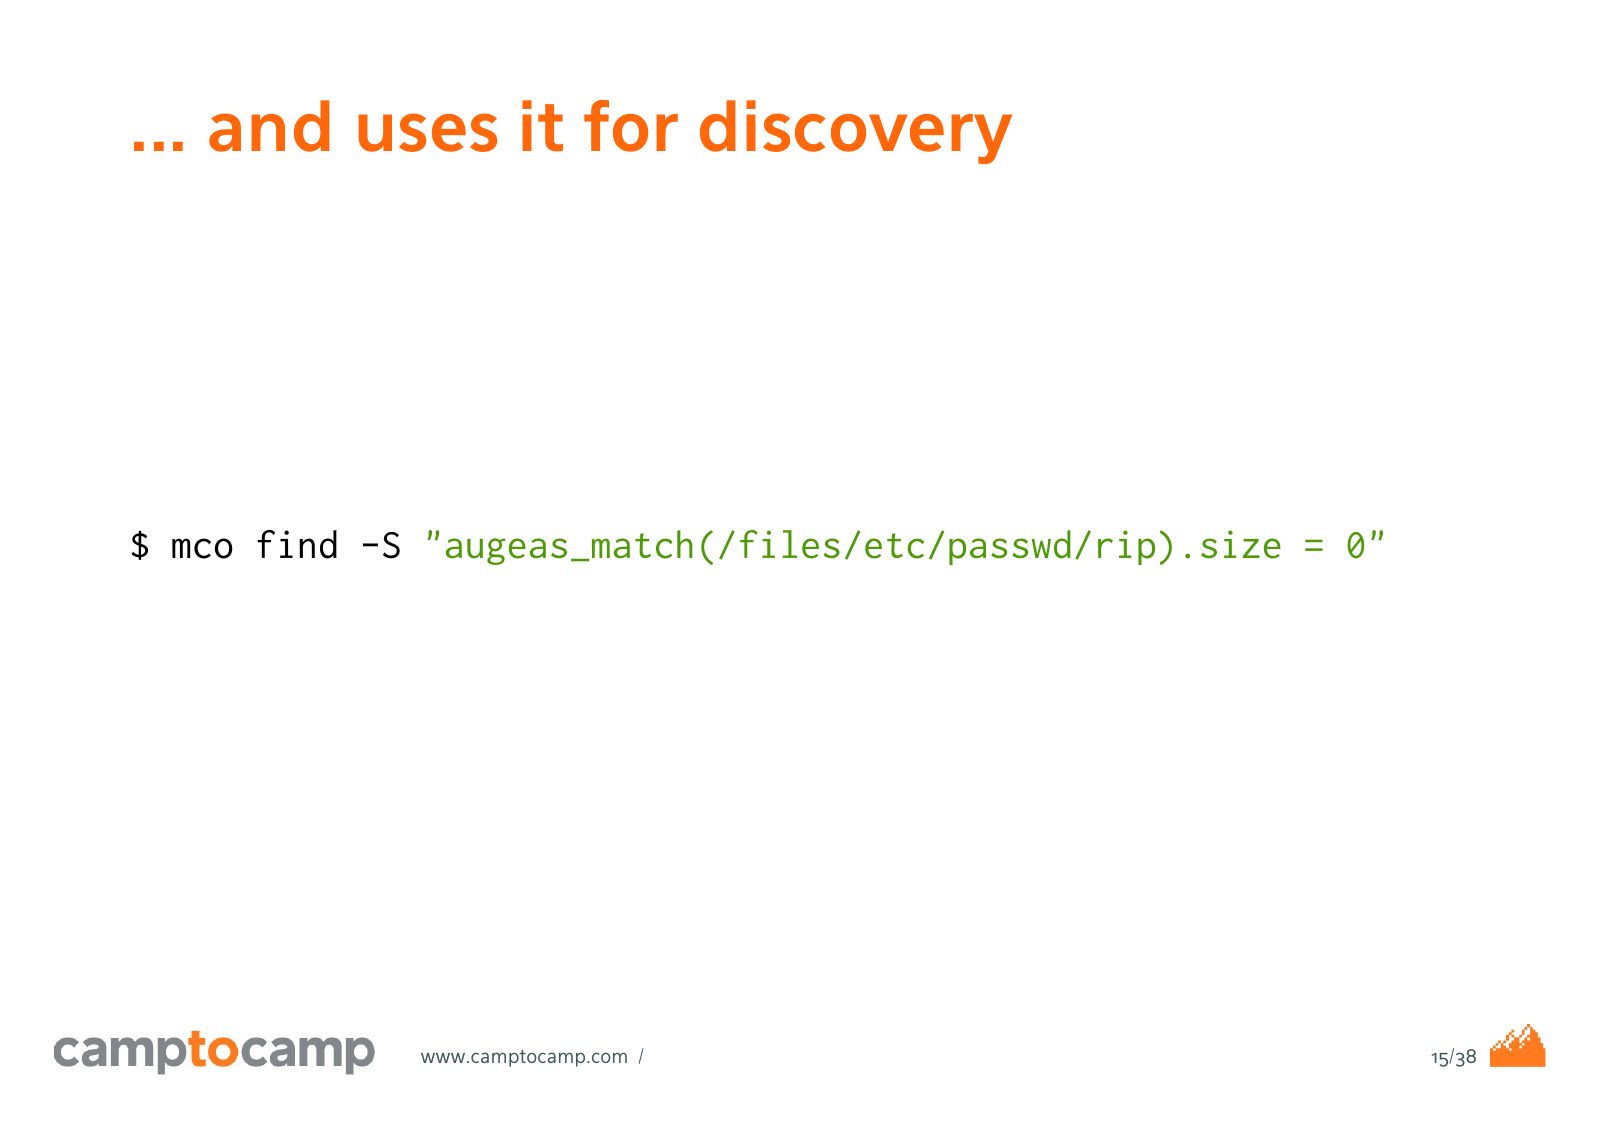 ... and uses it for discovery
$ mco find -S "augeas_match(/files/etc/passwd/rip).size = 0"
camptocamp
www.camptocamp.com /
15/38